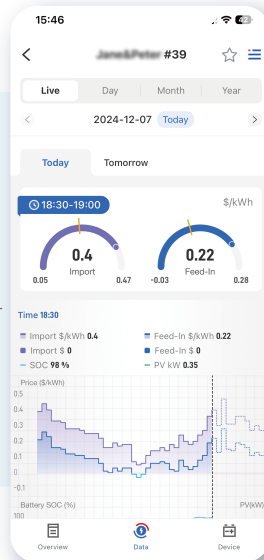 15:46
42
#39
Live Day Month Year
2024-12-07 Today
Today Tomorrow
18:30-19:00 $/kWh
0.4 0.22
Import Feed-In
0.05 0.47 -0.03 0.28
Time 18:30
Import $/kWh 0.4 Feed-In $/kWh 0.22
Import $ 0 Feed-In $ 0
SOC 98 % PV kW 0.35
Price ($/kWh)
0.5
0.4
0.3
0.2
0.1
0
-0.1
Battery SOC (%) PV(kW)
100
Overview Data Device